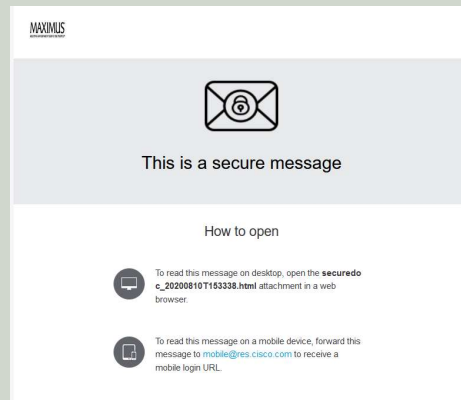 MAXIMUS
This is a secure message
How to open
To read this message on desktop, open the securedo
c_20200810T153338.html attachment in a web
browser.
To read this message on a mobile device, forward this
message to mobile@res.cisco.com to receive a
mobile login URL.